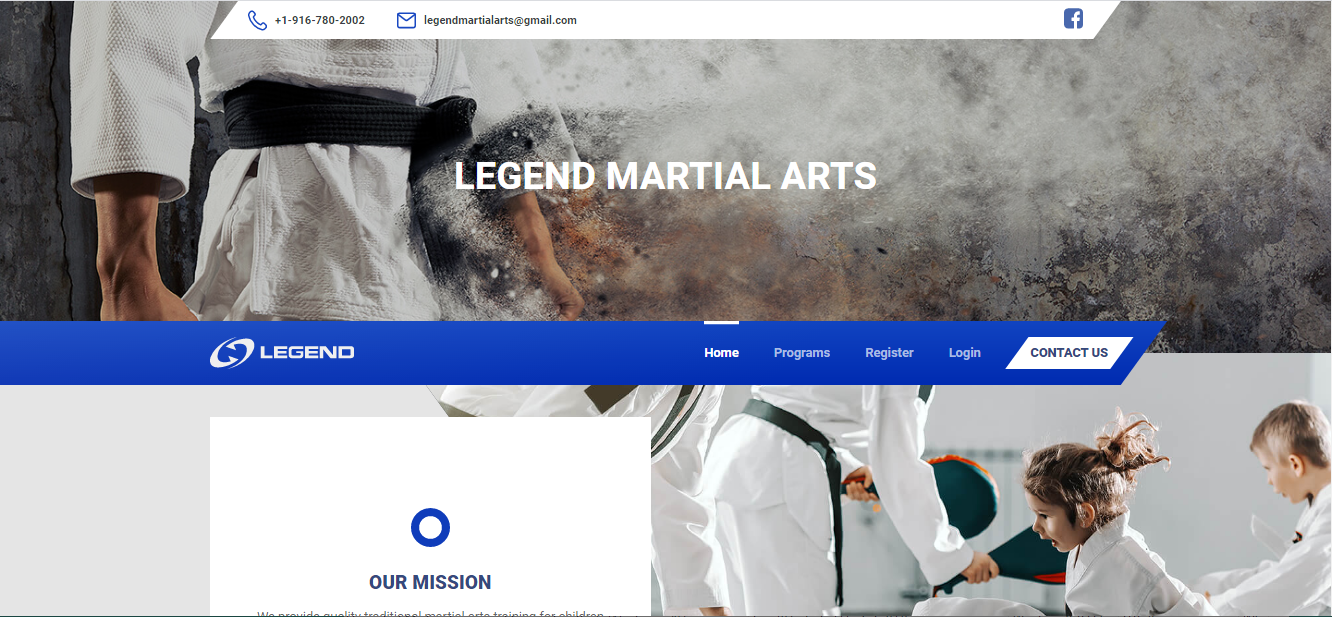 +1-916-780-2002
legendmartialarts@gmail.com
LEGEND MARTIAL ARTS
LEGEND
Home
Programs
Register
Login
CONTACT US
OUR MISSION
We provide quality traditional martial arts training for children